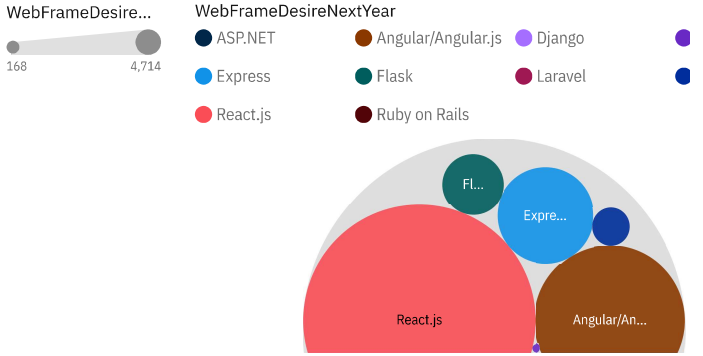 WebFrameDesire...
168 4,714
WebFrameDesireNextYear
ASP.NET Angular/Angular.js Django
Express Flask Laravel
React.js Ruby on Rails
Fl...
Expre...
React.js Angular/An...